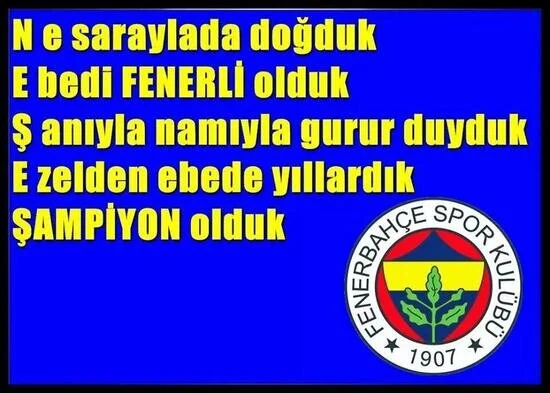 N e saraylada doğduk
E bedi FENERLİ olduk
Ş anıyla namıyla gurur duyduk
E zelden ebede yıllardık
ŞAMPİYON olduk
★ FENERBAHÇE SPOR KULÜBÜ ★
1907